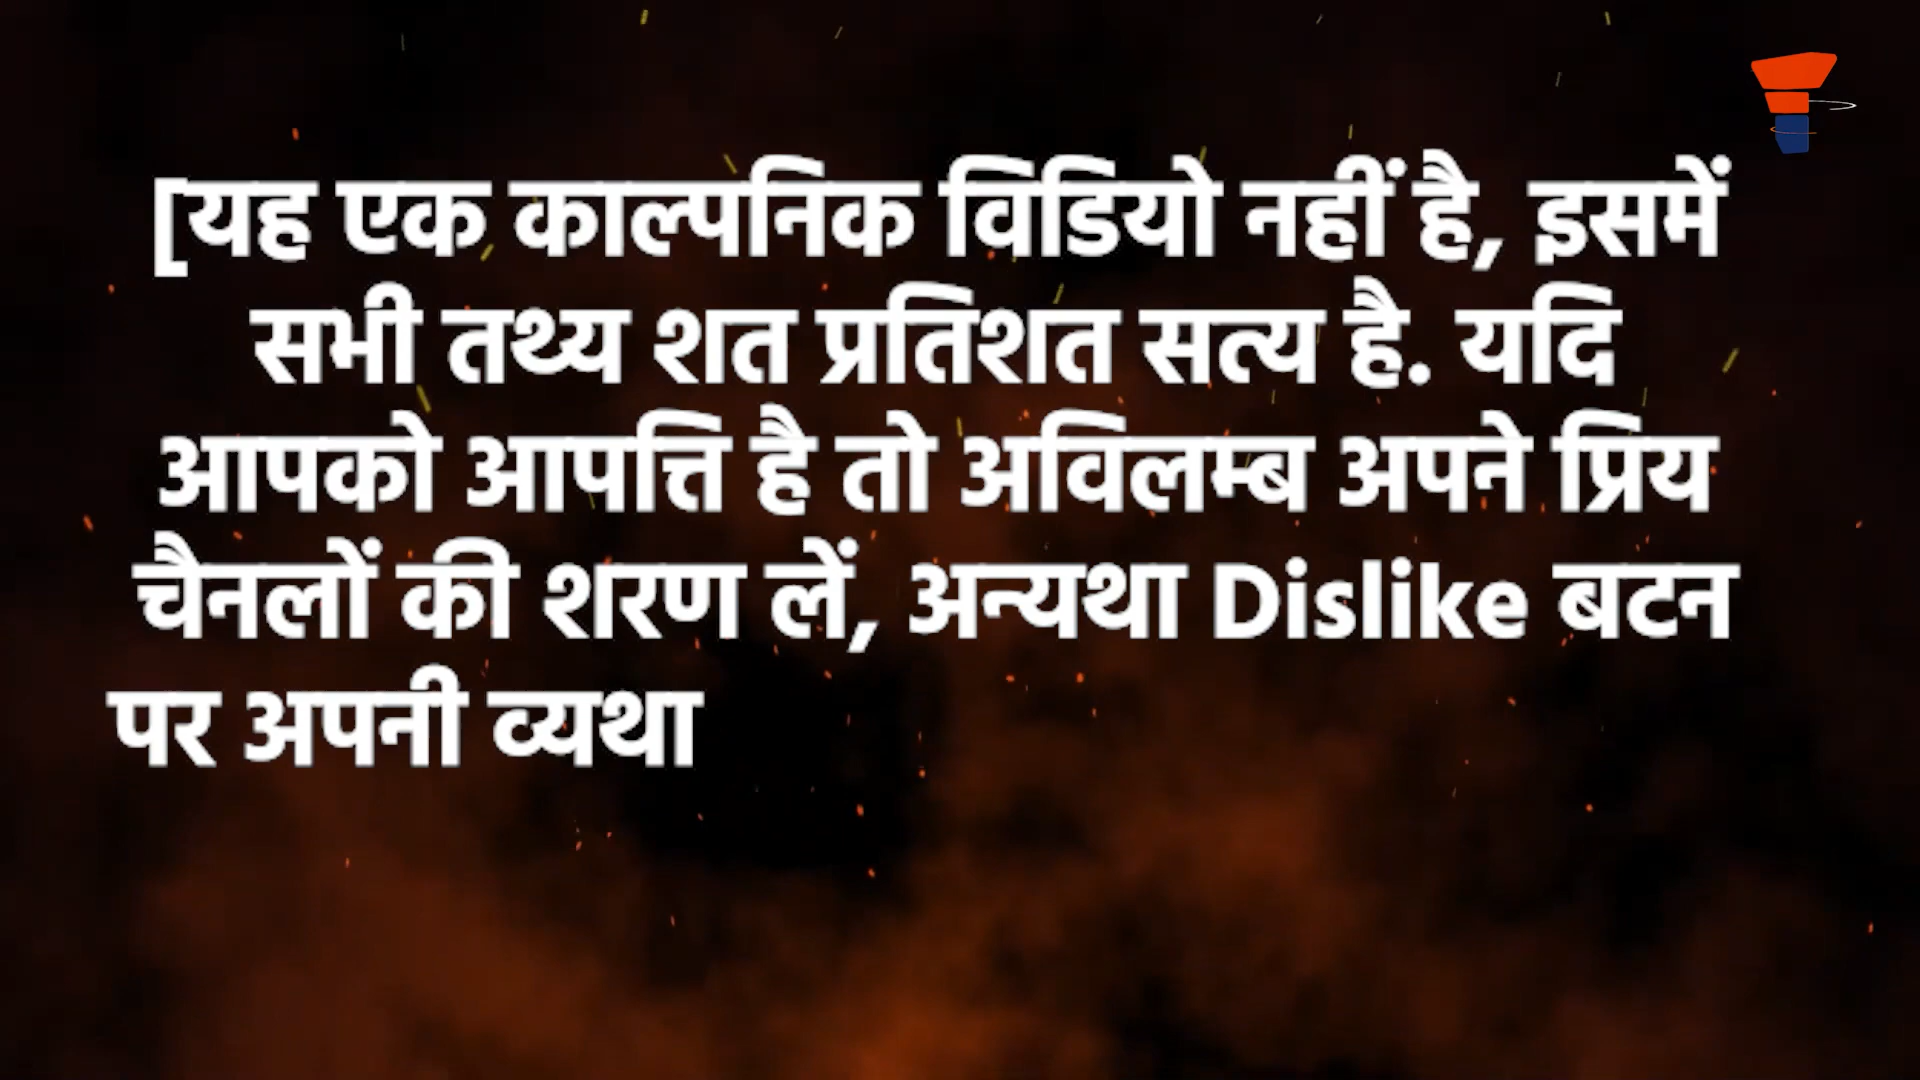 [यह एक काल्पनिक विडियो नहीं है, इसमें
सभी तथ्य शत प्रतिशत सत्य है. यदि
आपको आपत्ति है तो अविलम्ब अपने प्रिय
चैनलों की शरण लें, अन्यथा Dislike बटन
पर अपनी व्यथा